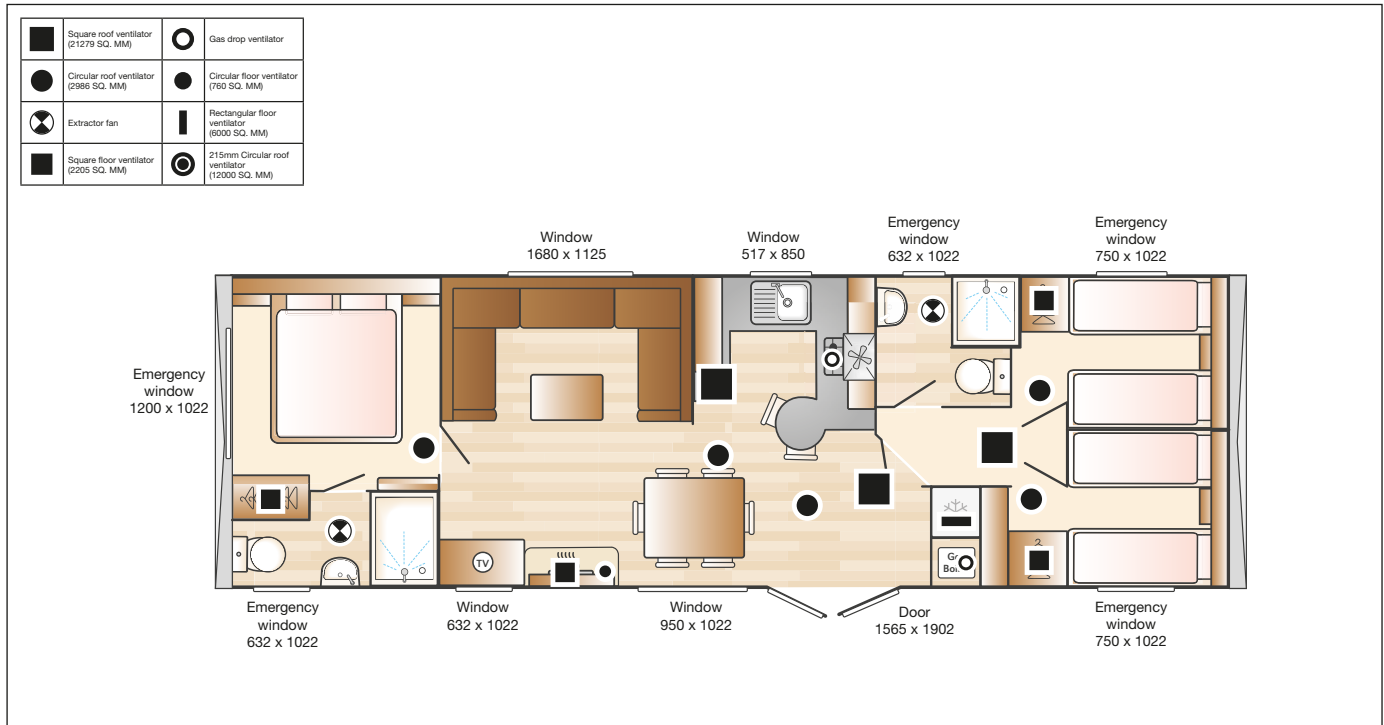 Square roof ventilator
(21279 SQ. MM)
Gas drop ventilator
Circular roof ventilator
(2986 SQ. MM)
Circular floor ventilator
(760 SQ. MM)
Extractor fan
Rectangular floor
ventilator
(6000 SQ. MM)
Square floor ventilator
(2205 SQ. MM)
215mm Circular roof
ventilator
(12000 SQ. MM)
Window
1680 x 1125
Window
517 x 850
Emergency
window
632 x 1022
Emergency
window
750 x 1022
Emergency
window
1200 x 1022
TV
Emergency
window
632 x 1022
Window
632 x 1022
Window
950 x 1022
Door
1565 x 1902
Emergency
window
750 x 1022